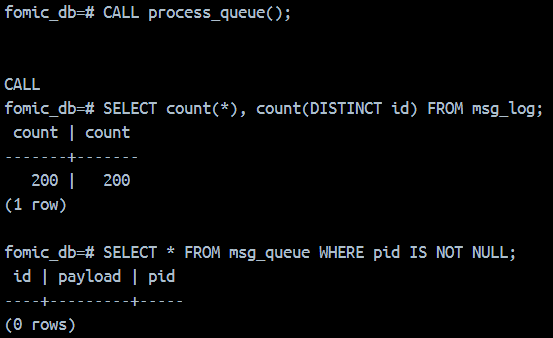 fomic_db=# CALL process_queue();
CALL
fomic_db=# SELECT count(*), count(DISTINCT id) FROM msg_log;
 count | count
-------+-------
   200 |   200
(1 row)
fomic_db=# SELECT * FROM msg_queue WHERE pid IS NOT NULL;
 id | payload | pid
----+---------+-----
(0 rows)